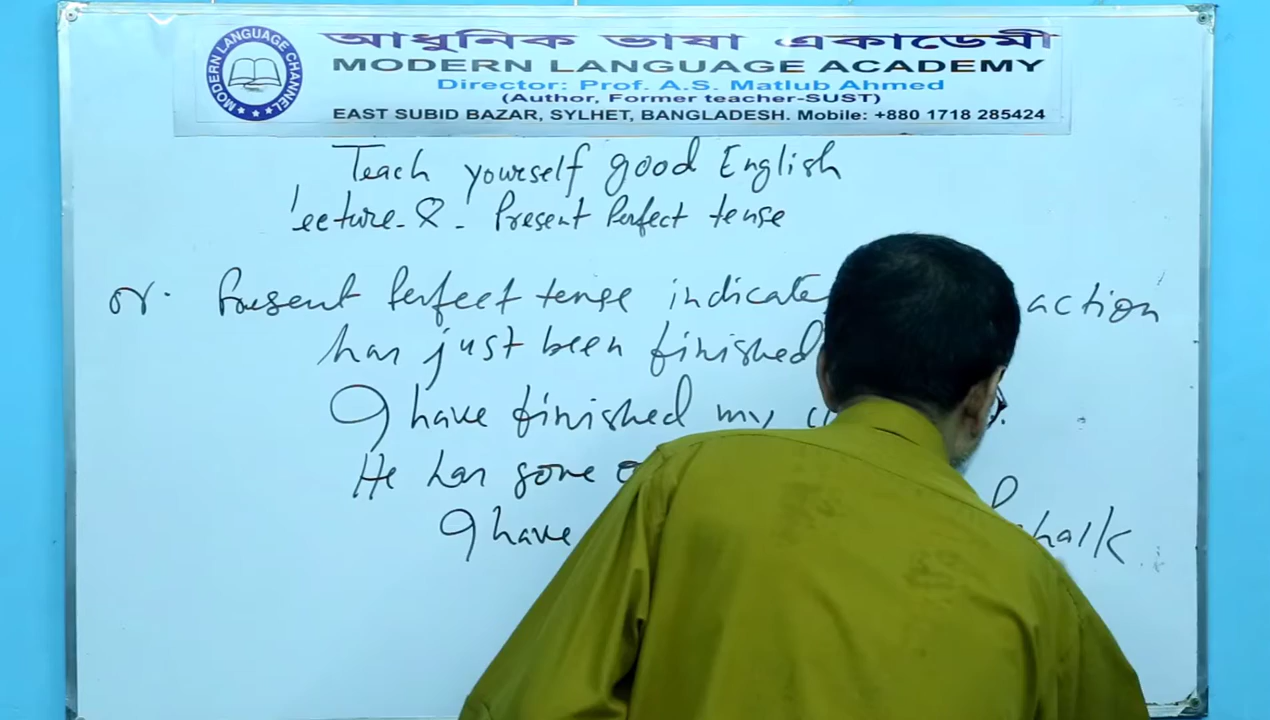 MODERN LANGUAGE CHANNEL
আধুনিক ভাষা একাডেমী
MODERN LANGUAGE ACADEMY
Director: Prof. A.S. Matlub Ahmed
(Author, Former teacher-SUST)
EAST SUBID BAZAR, SYLHET, BANGLADESH. Mobile: +880 1718 285424
Teach yourself good English
Lecture-8 - Present Perfect tense
or. Present Perfect tense indicate action
has just been finished
I have finished my
He has gone
I have chalk